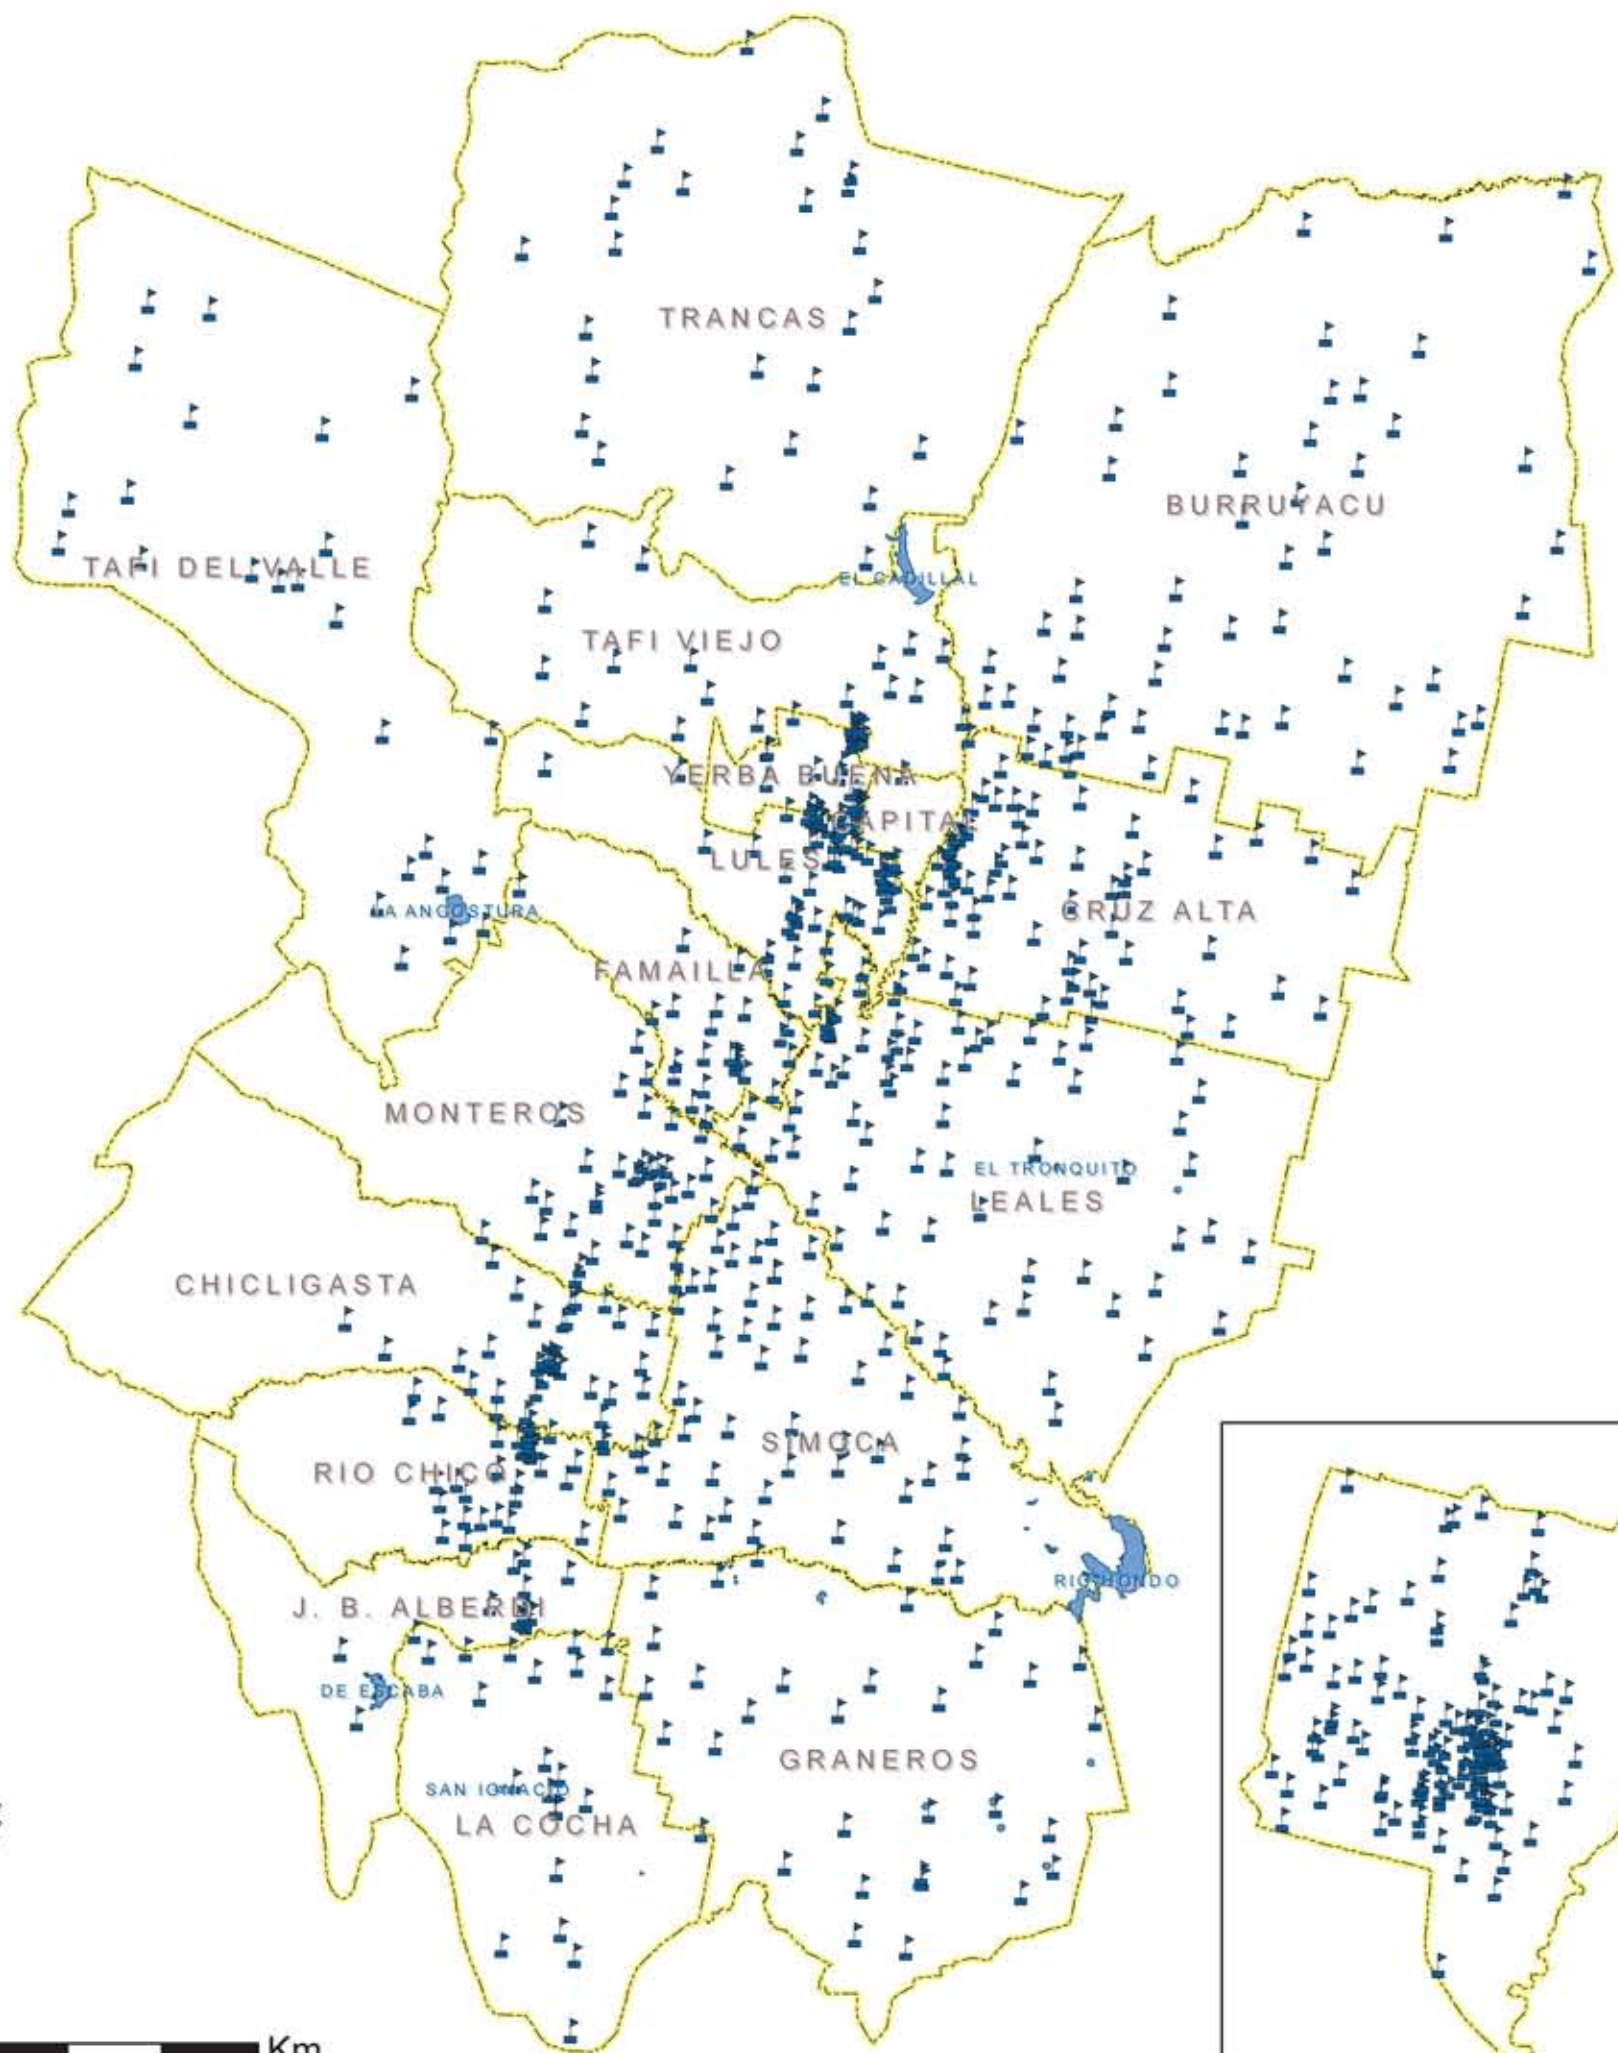 TRANCAS
BURRUYACU
TAFI DEL VALLE
EL CADILLAL
TAFI VIEJO
YERBA BUENA
CAPITAL
LULES
LA ANGOSTURA
CRUZ ALTA
FAMAILLA
MONTEROS
EL TRONQUITO
LEALES
CHICLIGASTA
SIMOCA
RIO CHICO
RIO HONDO
J. B. ALBERDI
DE ESCABA
GRANEROS
SAN IGNACIO
LA COCHA
Km